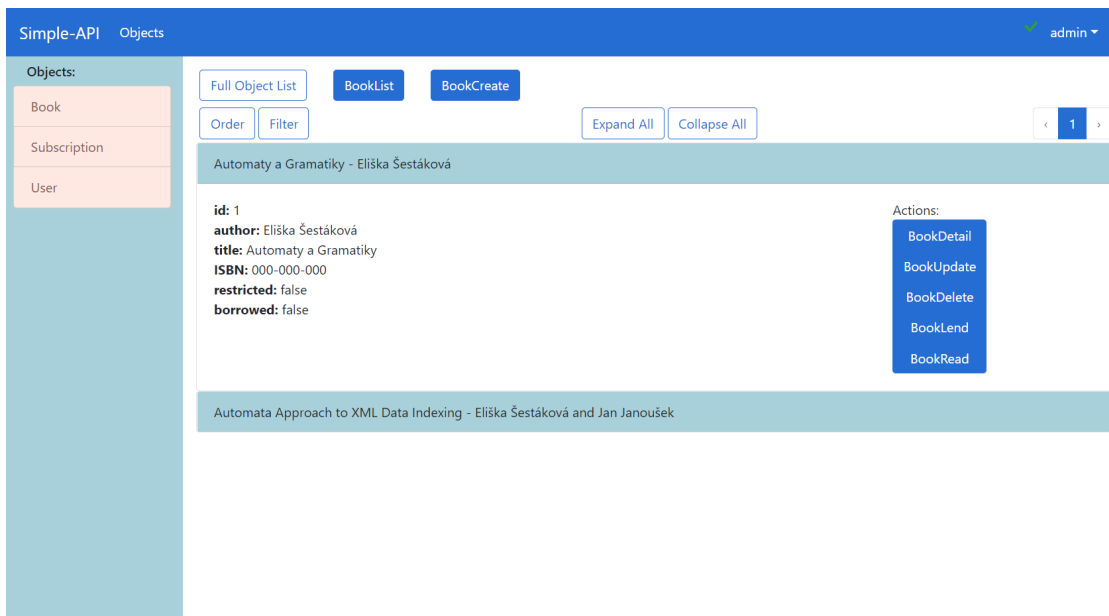 Simple-API Objects admin
Objects:
Book
Subscription
User
Full Object List BookList BookCreate
Order Filter Expand All Collapse All ‹ 1 ›
Automaty a Gramatiky - Eliška Šestáková
id: 1
author: Eliška Šestáková
title: Automaty a Gramatiky
ISBN: 000-000-000
restricted: false
borrowed: false
Actions:
BookDetail
BookUpdate
BookDelete
BookLend
BookRead
Automata Approach to XML Data Indexing - Eliška Šestáková and Jan Janoušek